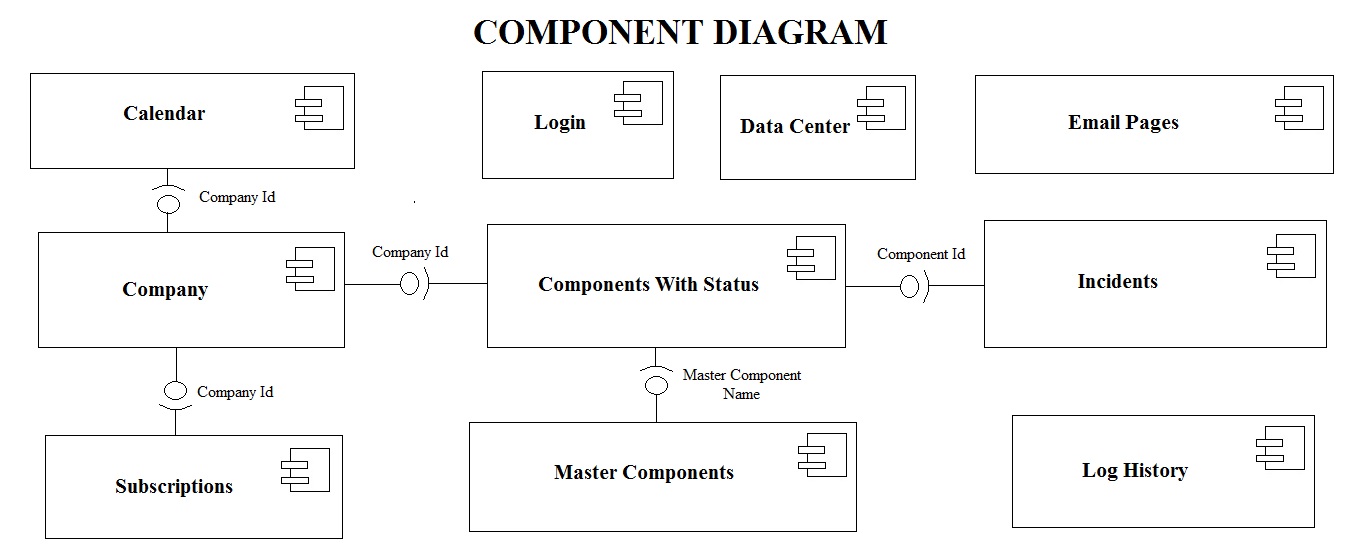 COMPONENT DIAGRAM
Calendar
Login
Data Center
Email Pages
Company Id
Company
Company Id
Components With Status
Component Id
Incidents
Company Id
Master Component
Name
Subscriptions
Master Components
Log History